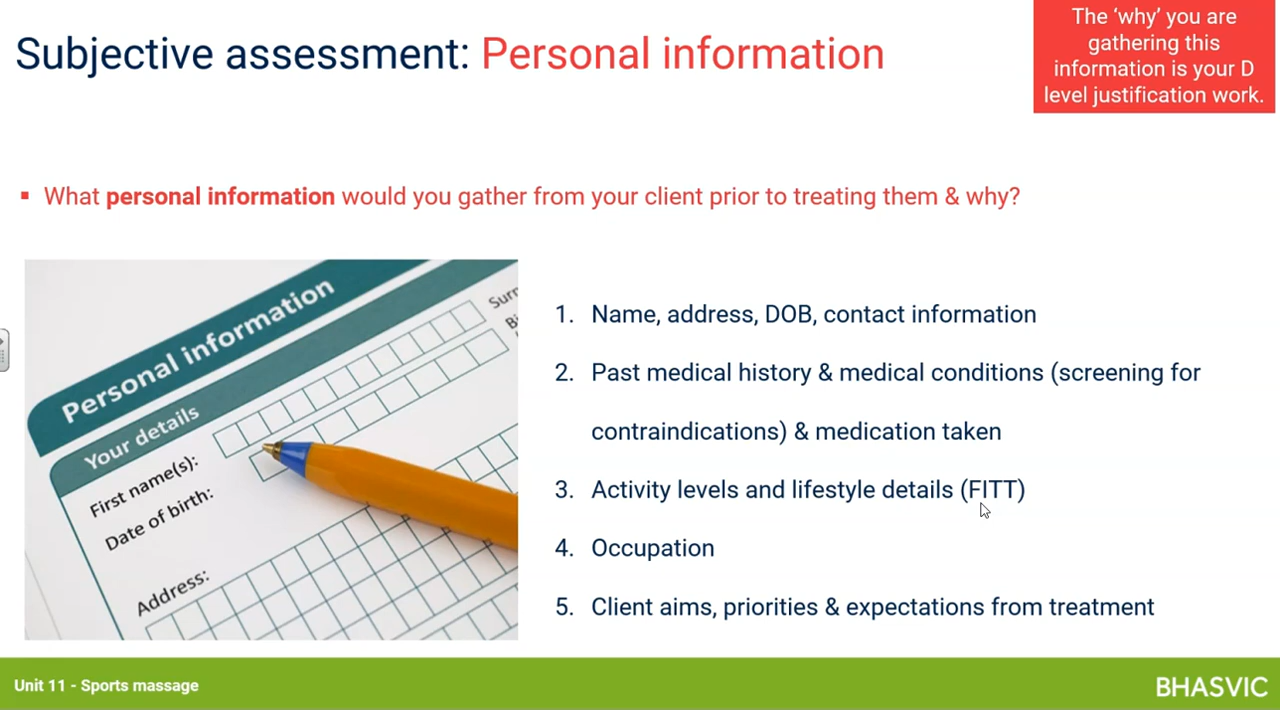 Subjective assessment: Personal information
The 'why' you are
gathering this
information is your D
level justification work.
▪ What personal information would you gather from your client prior to treating them & why?
Personal information
Your details
First name(s):
Date of birth:
Address:
1. Name, address, DOB, contact information
2. Past medical history & medical conditions (screening for
contraindications) & medication taken
3. Activity levels and lifestyle details (FITT)
4. Occupation
5. Client aims, priorities & expectations from treatment
Unit 11 - Sports massage
BHASVIC